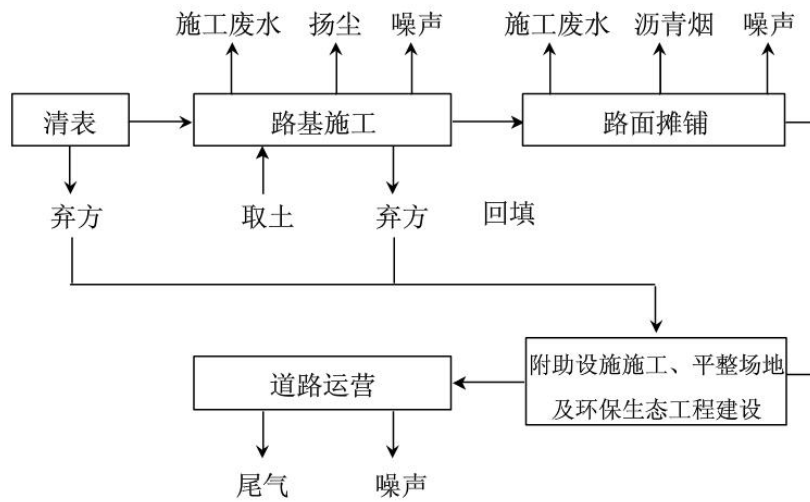 施工废水 扬尘 噪声 施工废水 沥青烟 噪声
清表 路基施工 路面摊铺
弃方 取土 弃方 回填
附助设施施工、平整场地
道路运营
及环保生态工程建设
尾气 噪声